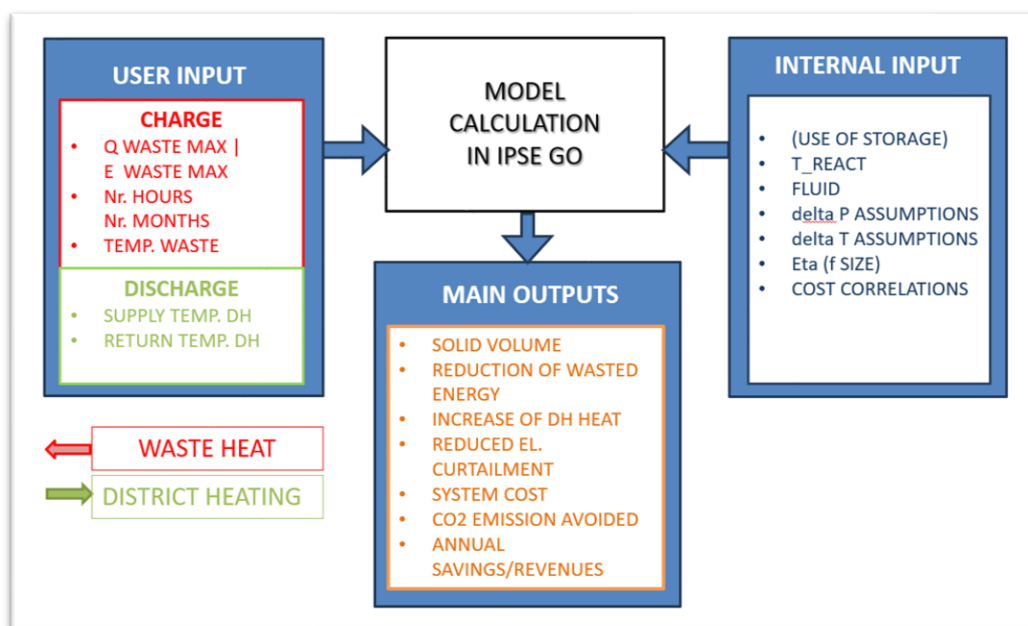 USER INPUT
CHARGE
• Q WASTE MAX |
E WASTE MAX
• Nr. HOURS
Nr. MONTHS
• TEMP. WASTE
DISCHARGE
• SUPPLY TEMP. DH
• RETURN TEMP. DH
WASTE HEAT
DISTRICT HEATING
MODEL
CALCULATION
IN IPSE GO
MAIN OUTPUTS
• SOLID VOLUME
• REDUCTION OF WASTED
ENERGY
• INCREASE OF DH HEAT
• REDUCED EL.
CURTAILMENT
• SYSTEM COST
• CO2 EMISSION AVOIDED
• ANNUAL
SAVINGS/REVENUES
INTERNAL INPUT
• (USE OF STORAGE)
• T_REACT
• FLUID
• delta P ASSUMPTIONS
• delta T ASSUMPTIONS
• Eta (f SIZE)
• COST CORRELATIONS